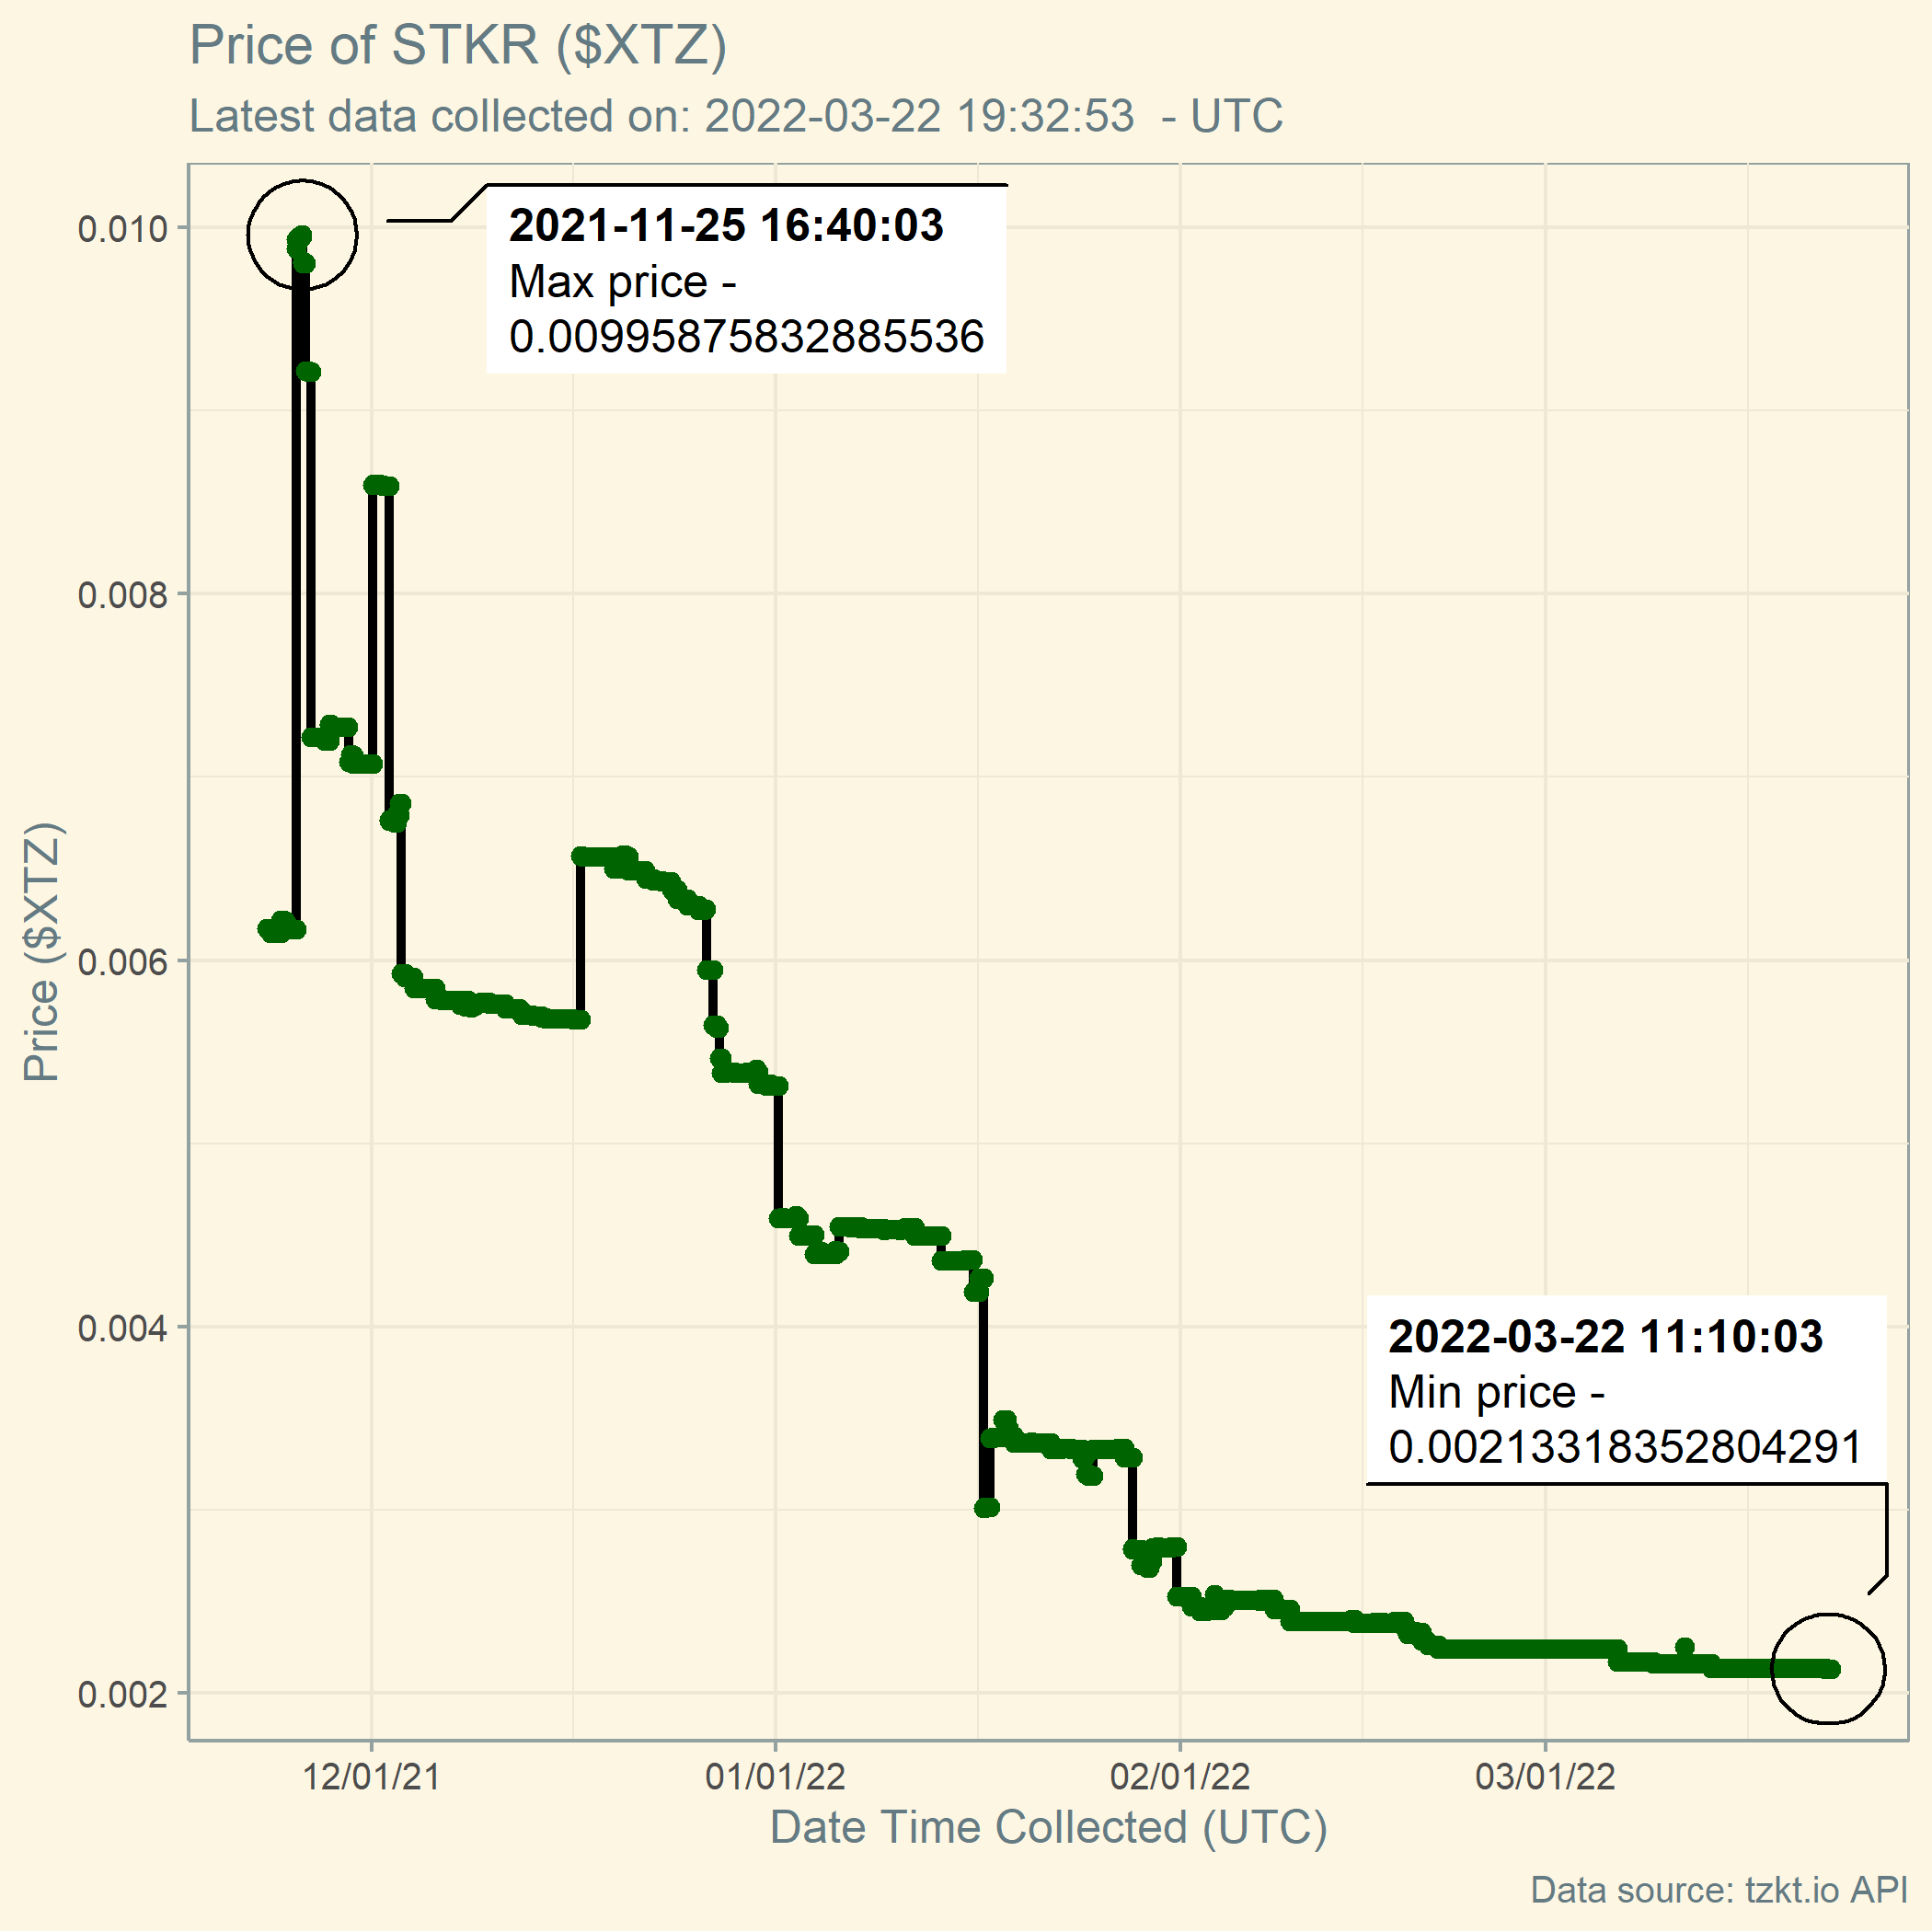 Price of STKR ($XTZ)
Latest data collected on: 2022-03-22 19:32:53  - UTC
2021-11-25 16:40:03
Max price -
0.00995875832885536
2022-03-22 11:10:03
Min price -
0.00213318352804291
Price ($XTZ)
0.010
0.008
0.006
0.004
0.002
12/01/21
01/01/22
02/01/22
03/01/22
Date Time Collected (UTC)
Data source: tzkt.io API